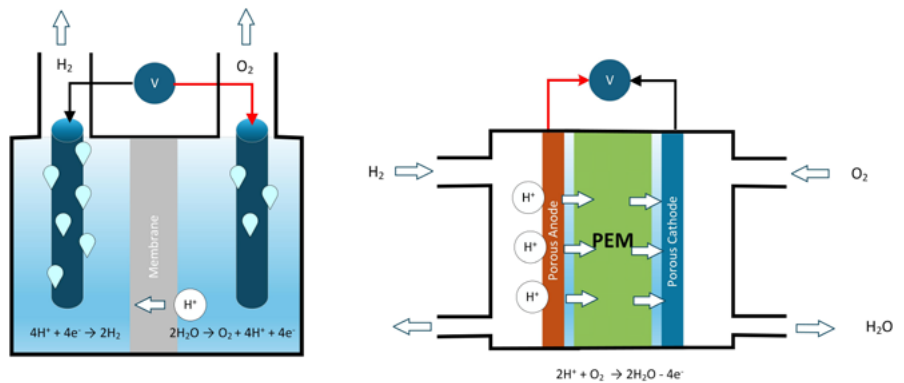 H₂
O₂
V
Membrane
H⁺
4H⁺ + 4e⁻ → 2H₂
2H₂O → O₂ + 4H⁺ + 4e⁻
V
H₂
O₂
H⁺
H⁺
H⁺
Porous Anode
PEM
Porous Cathode
H₂O
2H⁺ + O₂ → 2H₂O - 4e⁻